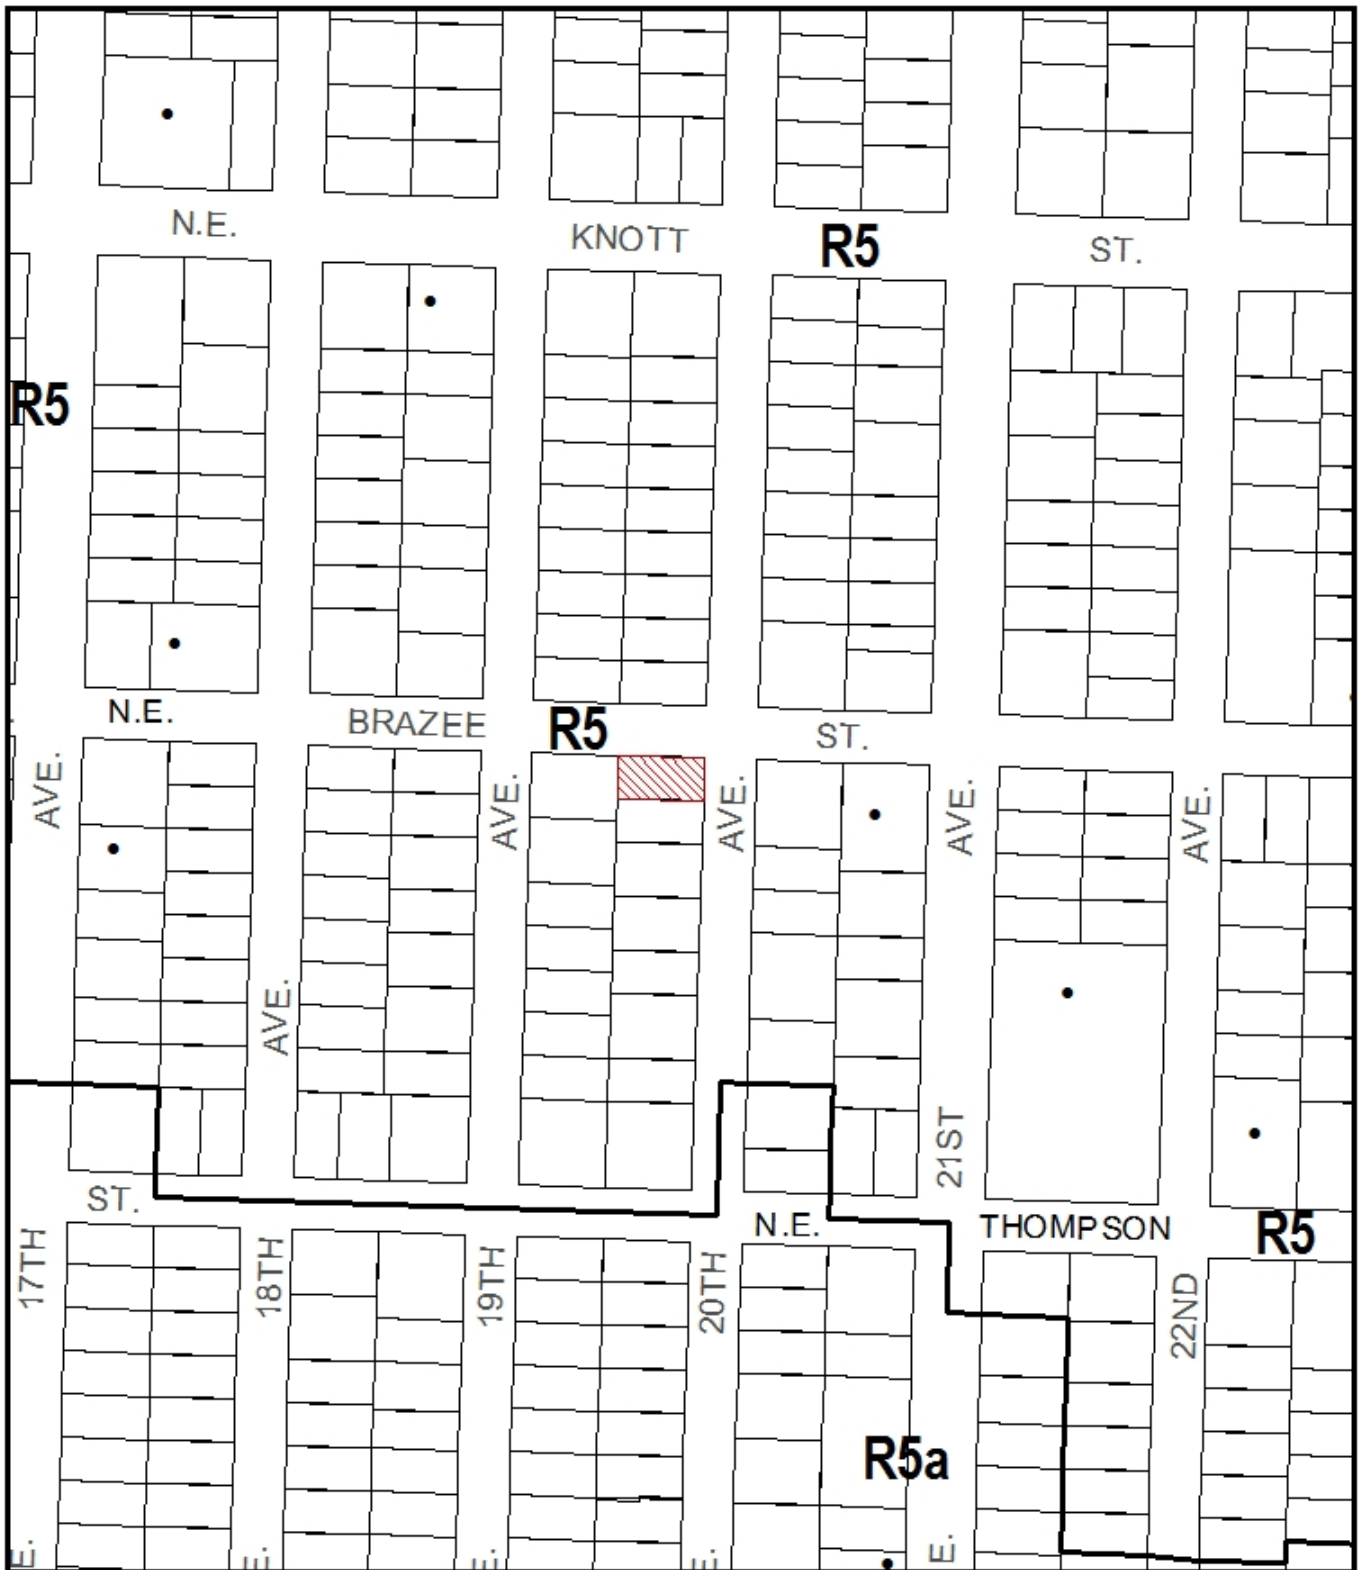 N.E. KNOTT R5 ST.
R5
N.E. BRAZEE R5 ST.
AVE.
AVE.
AVE.
AVE.
AVE.
AVE.
21ST
ST. N.E. THOMPSON R5
17TH
18TH
19TH
20TH
22ND
R5a
E.
E.
E.
E.
E.